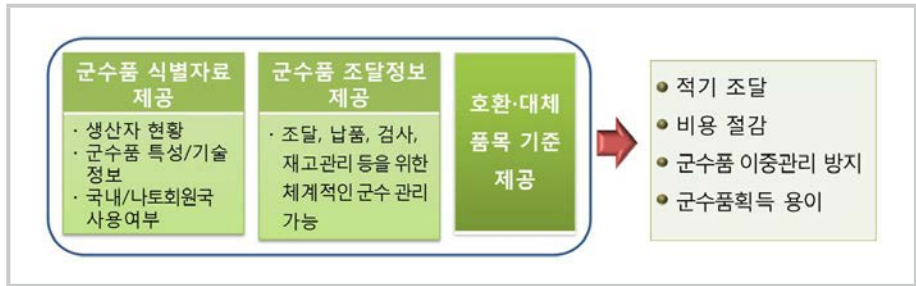 군수품 식별자료
제공
· 생산자 현황
· 군수품 특성/기술
정보
· 국내/나토회원국
사용여부
군수품 조달정보
제공
· 조달, 납품, 검사,
재고관리 등을 위한
체계적인 군수 관리
가능
호환·대체
품목 기준
제공
적기 조달
비용 절감
군수품 이중관리 방지
군수품획득 용이